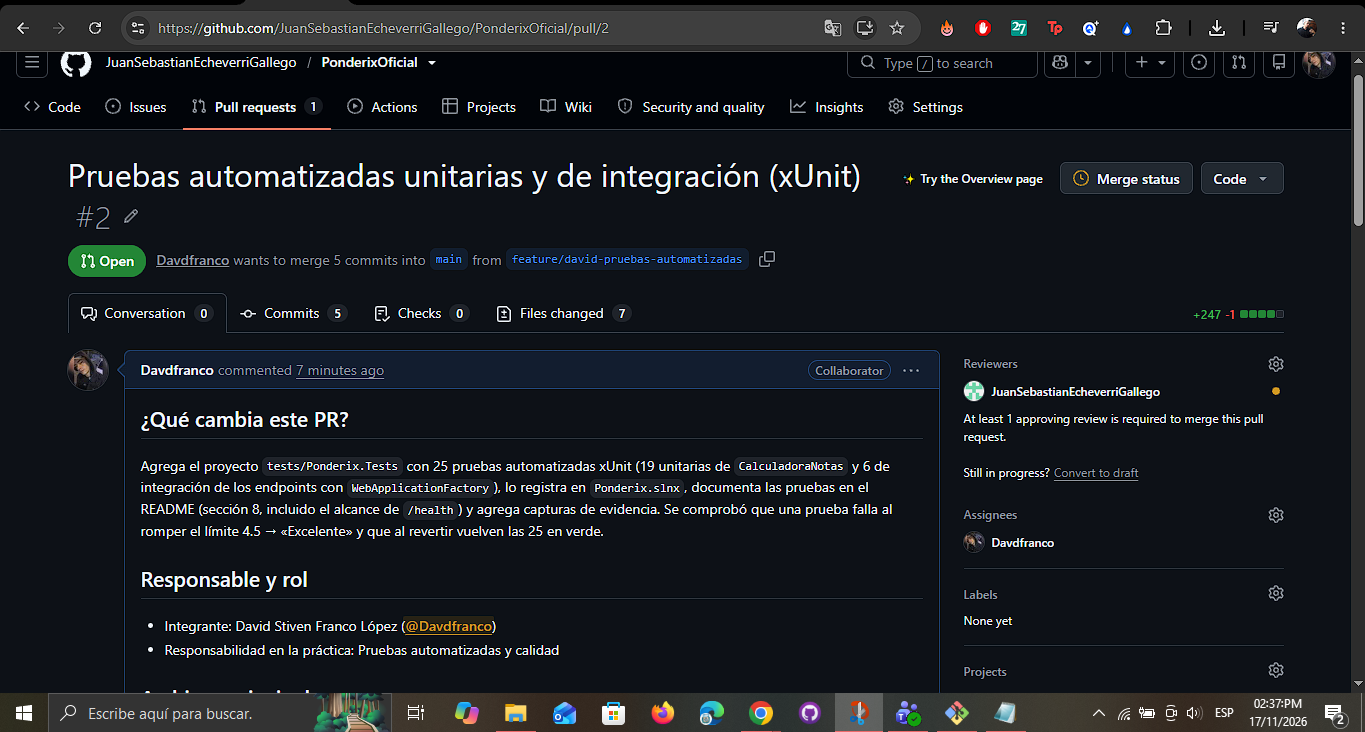 https://github.com/JuanSebastianEcheverriGallego/PonderixOficial/pull/2
27
Tp
JuanSebastianEcheverriGallego / PonderixOficial
Type / to search
Code
Issues
Pull requests 1
Actions
Projects
Wiki
Security and quality
Insights
Settings
Pruebas automatizadas unitarias y de integración (xUnit)
#2
Try the Overview page
Merge status
Code
Open
Davdfranco wants to merge 5 commits into main from feature/david-pruebas-automatizadas
Conversation 0
Commits 5
Checks 0
Files changed 7
+247 -1
Davdfranco commented 7 minutes ago
Collaborator
¿Qué cambia este PR?
Agrega el proyecto tests/Ponderix.Tests con 25 pruebas automatizadas xUnit (19 unitarias de CalculadoraNotas y 6 de
integración de los endpoints con WebApplicationFactory), lo registra en Ponderix.slnx, documenta las pruebas en el
README (sección 8, incluido el alcance de /health) y agrega capturas de evidencia. Se comprobó que una prueba falla al
romper el límite 4.5 → «Excelente» y que al revertir vuelven las 25 en verde.
Responsable y rol
Integrante: David Stiven Franco López (@Davdfranco)
Responsabilidad en la práctica: Pruebas automatizadas y calidad
Reviewers
JuanSebastianEcheverriGallego
At least 1 approving review is required to merge this pull
request.
Still in progress? Convert to draft
Assignees
Davdfranco
Labels
None yet
Projects
Escribe aquí para buscar.
ESP
02:37:PM
17/11/2026
2